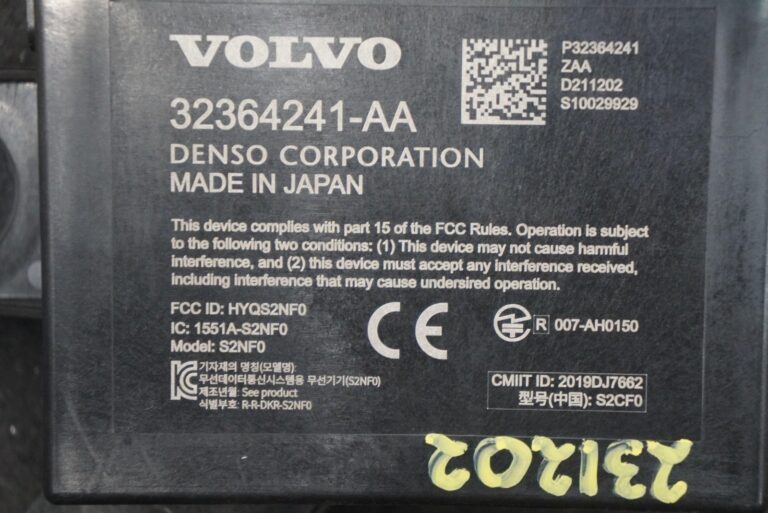 VOLVO
32364241-AA
DENSO CORPORATION
MADE IN JAPAN
P32364241
ZAA
D211202
S10029929
This device complies with part 15 of the FCC Rules. Operation is subject
to the following two conditions: (1) This device may not cause harmful
interference, and (2) this device must accept any interference received,
including interference that may cause undersired operation.
FCC ID: HYQS2NF0
IC: 1551A-S2NF0
Model: S2NF0
CE
R 007-AH0150
기자재의 명칭(모델명):
무선데이터통신시스템용 무선기기(S2NF0)
제조년월: See product
식별부호: R-R-DKR-S2NF0
CMIIT ID: 2019DJ7662
型号(中国): S2CF0
231202